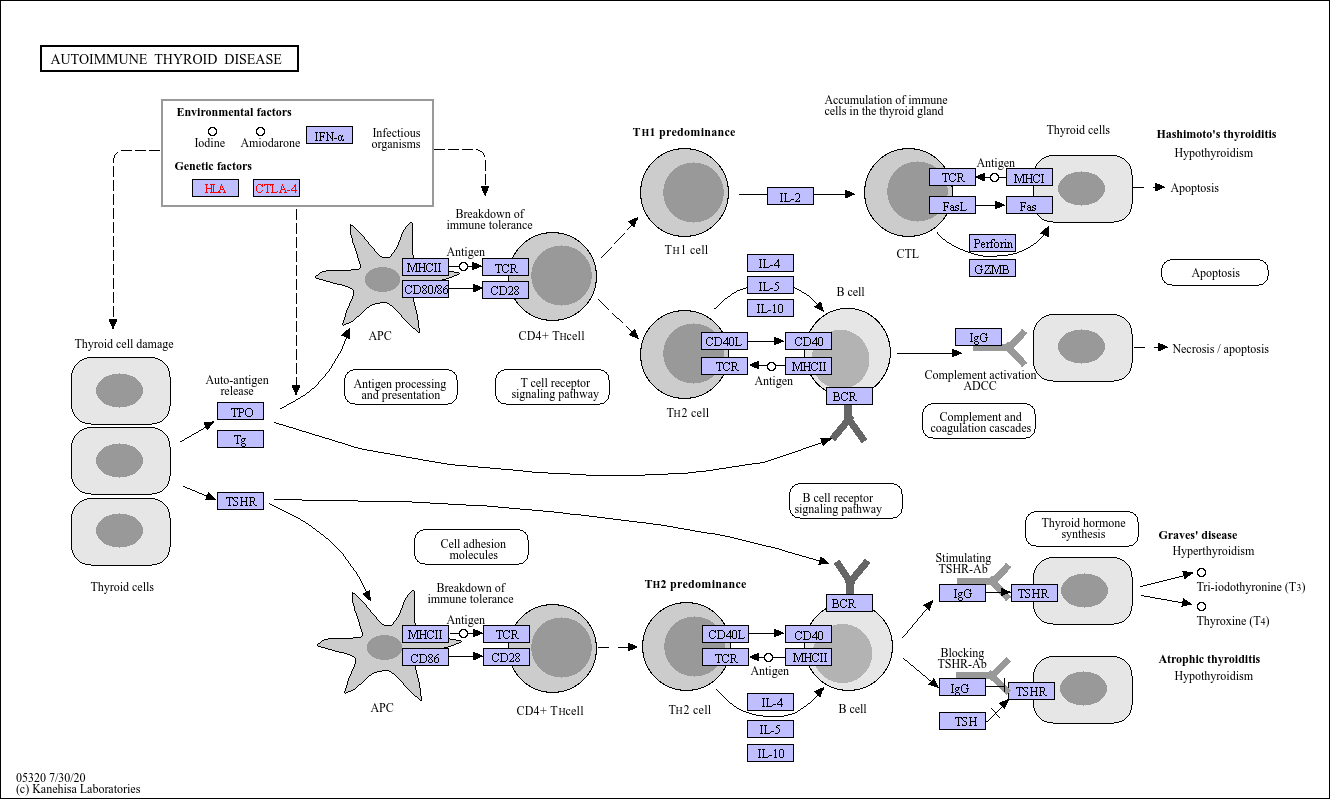 AUTOIMMUNE THYROID DISEASE
Environmental factors
Iodine
Amiodarone
IFN-α
Infectious
organisms
Genetic factors
HLA
CTLA-4
Thyroid cell damage
Thyroid cells
Auto-antigen
release
TPO
Tg
TSHR
Breakdown of
immune tolerance
Antigen
MHCII
TCR
CD80/86
CD28
APC
CD4+ THcell
Antigen processing
and presentation
T cell receptor
signaling pathway
TH1 predominance
TH1 cell
IL-2
Accumulation of immune
cells in the thyroid gland
CTL
TCR
Antigen
MHCI
FasL
Fas
Perforin
GZMB
Thyroid cells
Hashimoto's thyroiditis
Hypothyroidism
Apoptosis
Apoptosis
IL-4
IL-5
IL-10
B cell
CD40L
CD40
TCR
MHCII
Antigen
TH2 cell
BCR
IgG
Complement activation
ADCC
Necrosis / apoptosis
Complement and
coagulation cascades
B cell receptor
signaling pathway
Cell adhesion
molecules
Breakdown of
immune tolerance
Antigen
MHCII
TCR
CD86
CD28
APC
CD4+ THcell
TH2 predominance
CD40L
CD40
TCR
MHCII
Antigen
TH2 cell
IL-4
IL-5
IL-10
BCR
B cell
Thyroid hormone
synthesis
Stimulating
TSHR-Ab
IgG
TSHR
Graves' disease
Hyperthyroidism
Tri-iodothyronine (T3)
Thyroxine (T4)
Blocking
TSHR-Ab
IgG
TSHR
TSH
Atrophic thyroiditis
Hypothyroidism
05320 7/30/20
(c) Kanehisa Laboratories